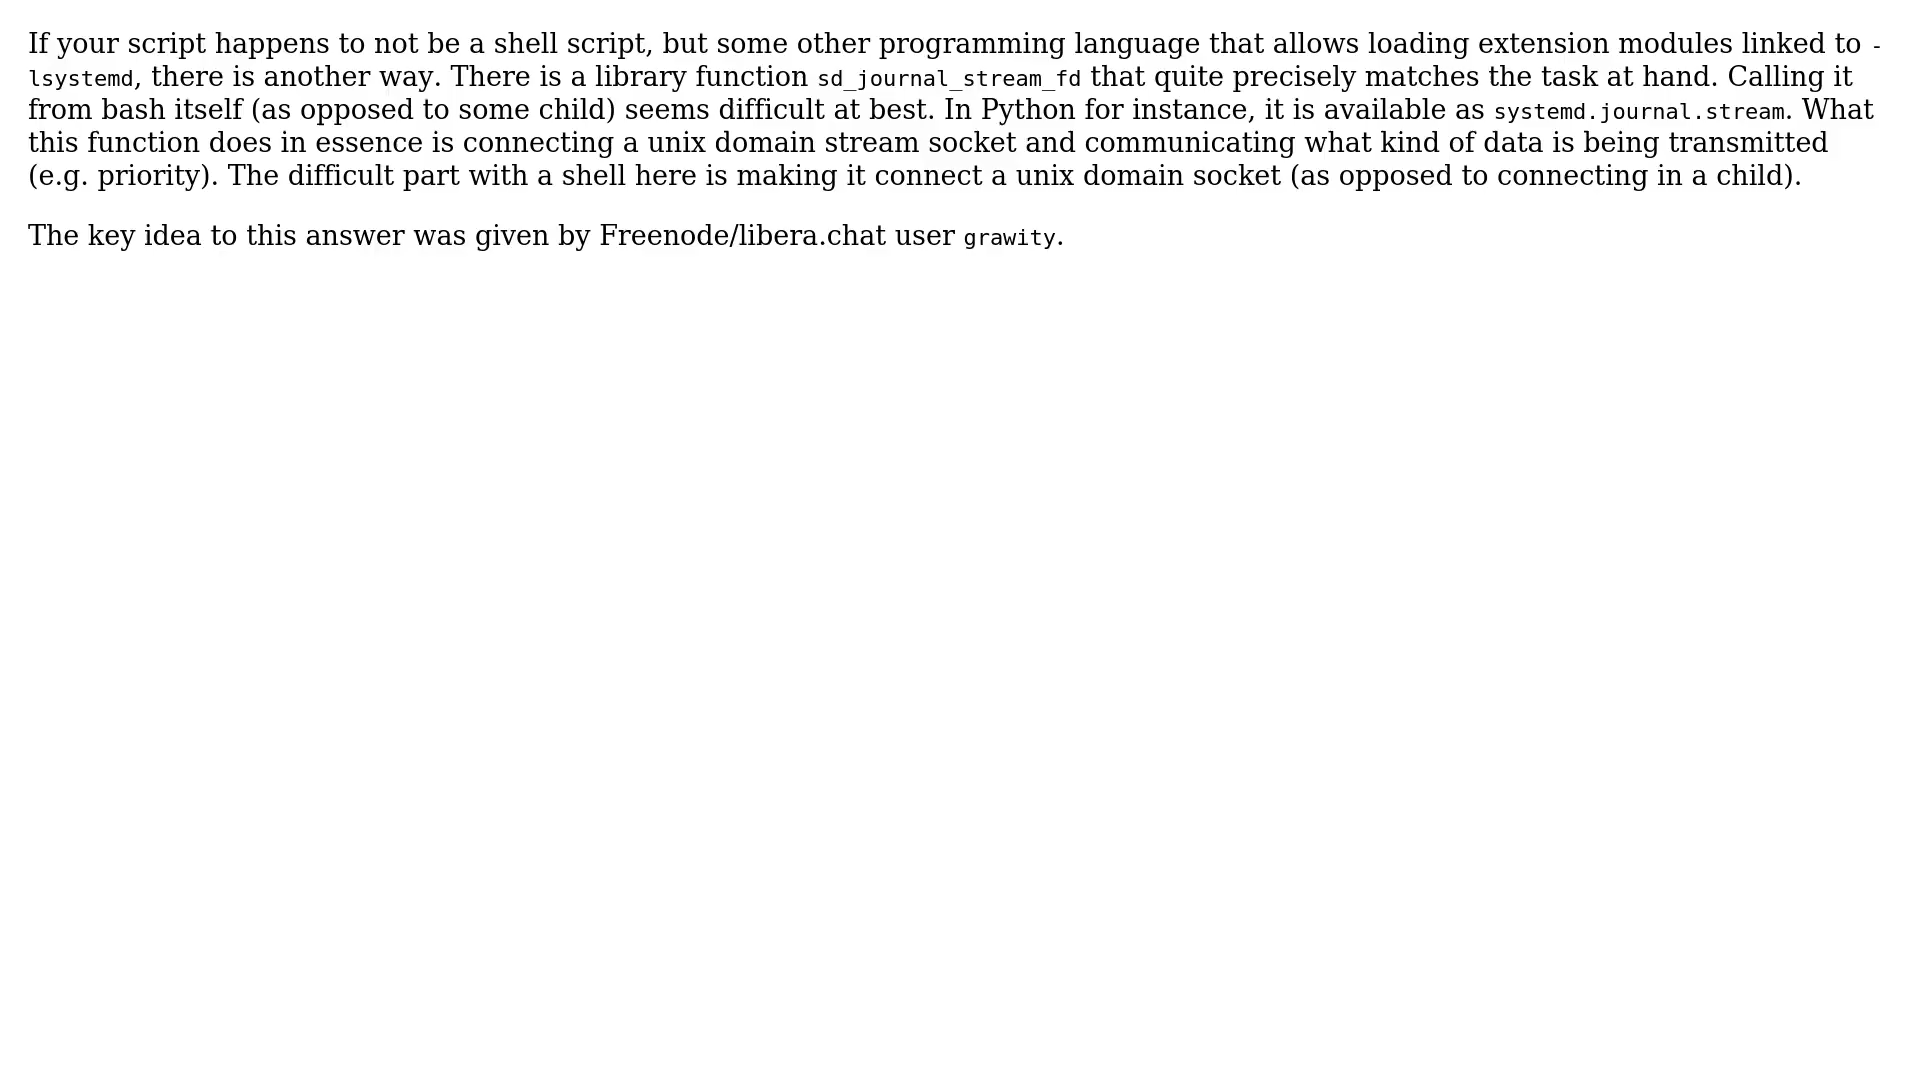 If your script happens to not be a shell script, but some other programming language that allows loading extension modules linked to -
lsystemd, there is another way. There is a library function sd_journal_stream_fd that quite precisely matches the task at hand. Calling it
from bash itself (as opposed to some child) seems difficult at best. In Python for instance, it is available as systemd.journal.stream. What
this function does in essence is connecting a unix domain stream socket and communicating what kind of data is being transmitted
(e.g. priority). The difficult part with a shell here is making it connect a unix domain socket (as opposed to connecting in a child).
The key idea to this answer was given by Freenode/libera.chat user grawity.